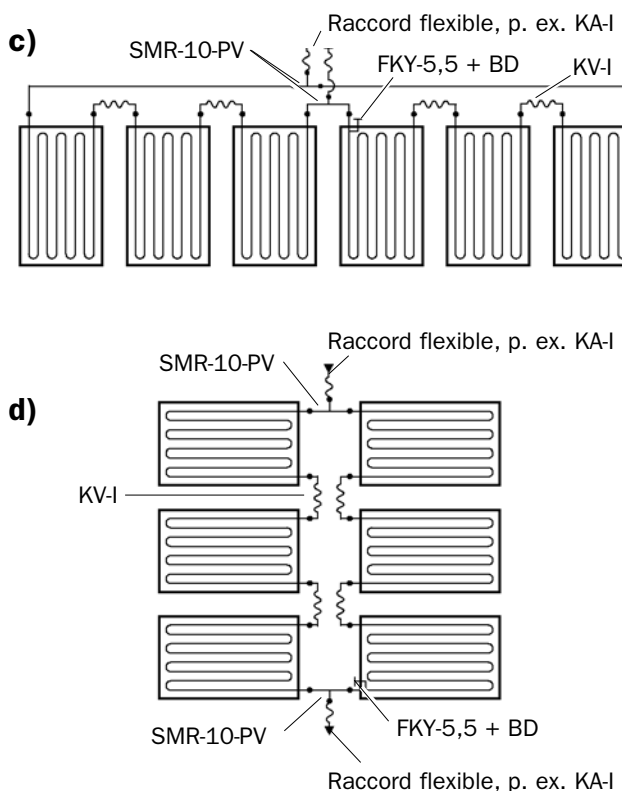 c)
Raccord flexible, p. ex. KA-I
SMR-10-PV
FKY-5,5 + BD
KV-I
d)
Raccord flexible, p. ex. KA-I
SMR-10-PV
KV-I
SMR-10-PV
FKY-5,5 + BD
Raccord flexible, p. ex. KA-I